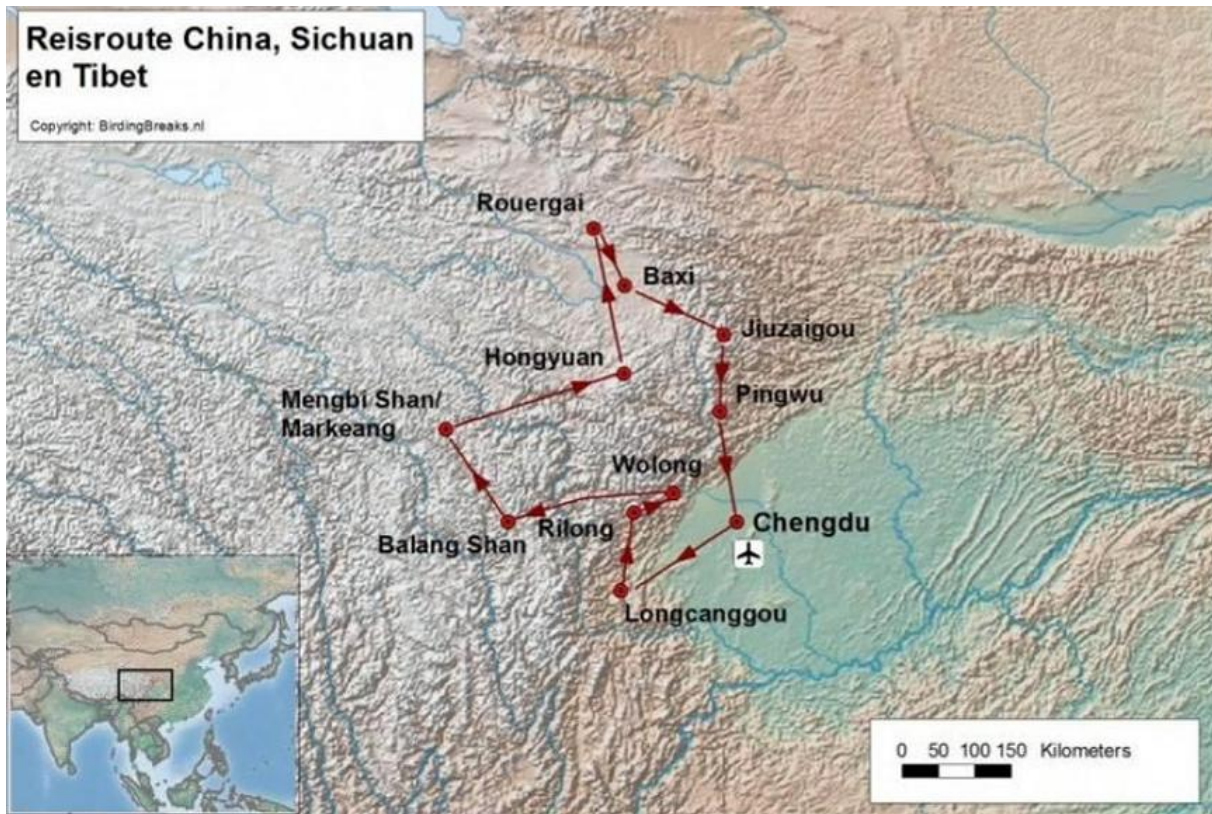 Reisroute China, Sichuan
en Tibet
Copyright: BirdingBreaks.nl
Rouergai
Baxi
Jiuzaigou
Hongyuan
Pingwu
Mengbi Shan/
Markeang
Wolong
Rilong
Chengdu
Balang Shan
Longcanggou
0 50 100 150 Kilometers